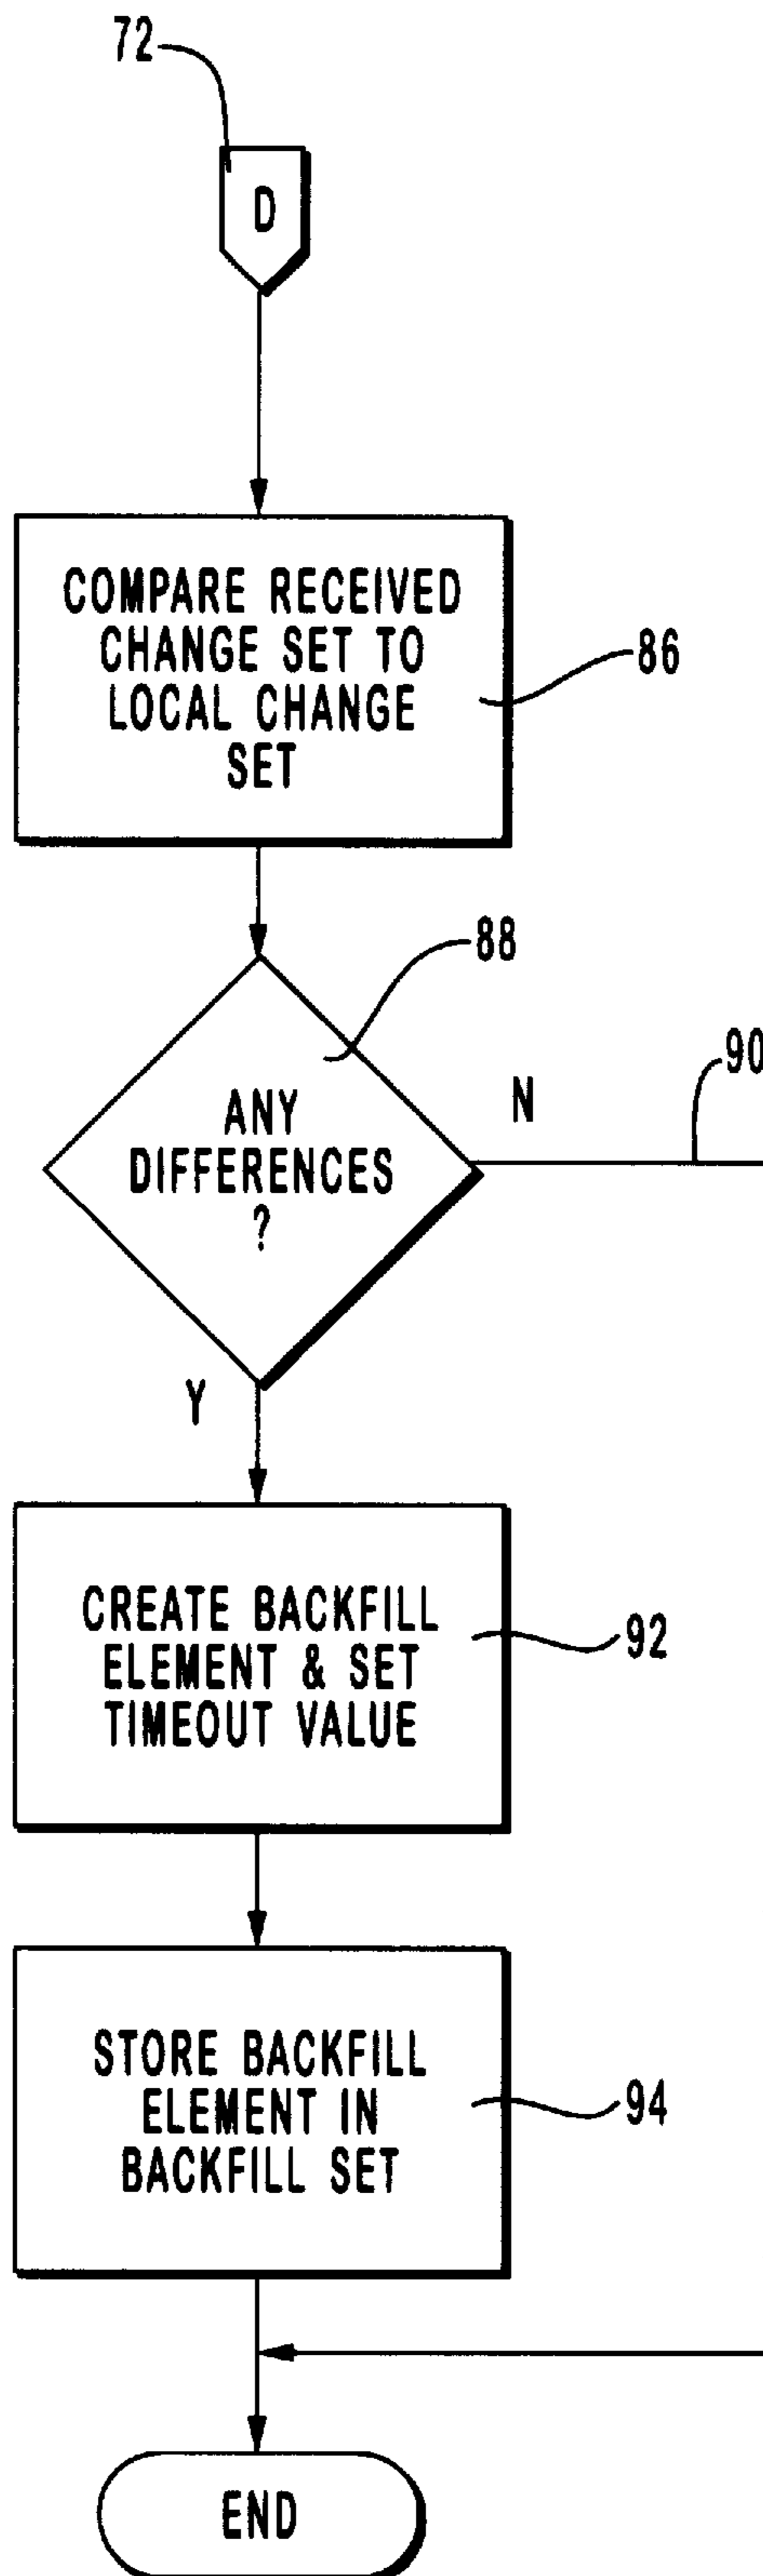 72
D
COMPARE RECEIVED
CHANGE SET TO
LOCAL CHANGE
SET
86
88
ANY
DIFFERENCES
?
N
90
Y
CREATE BACKFILL
ELEMENT & SET
TIMEOUT VALUE
92
STORE BACKFILL
ELEMENT IN
BACKFILL SET
94
END